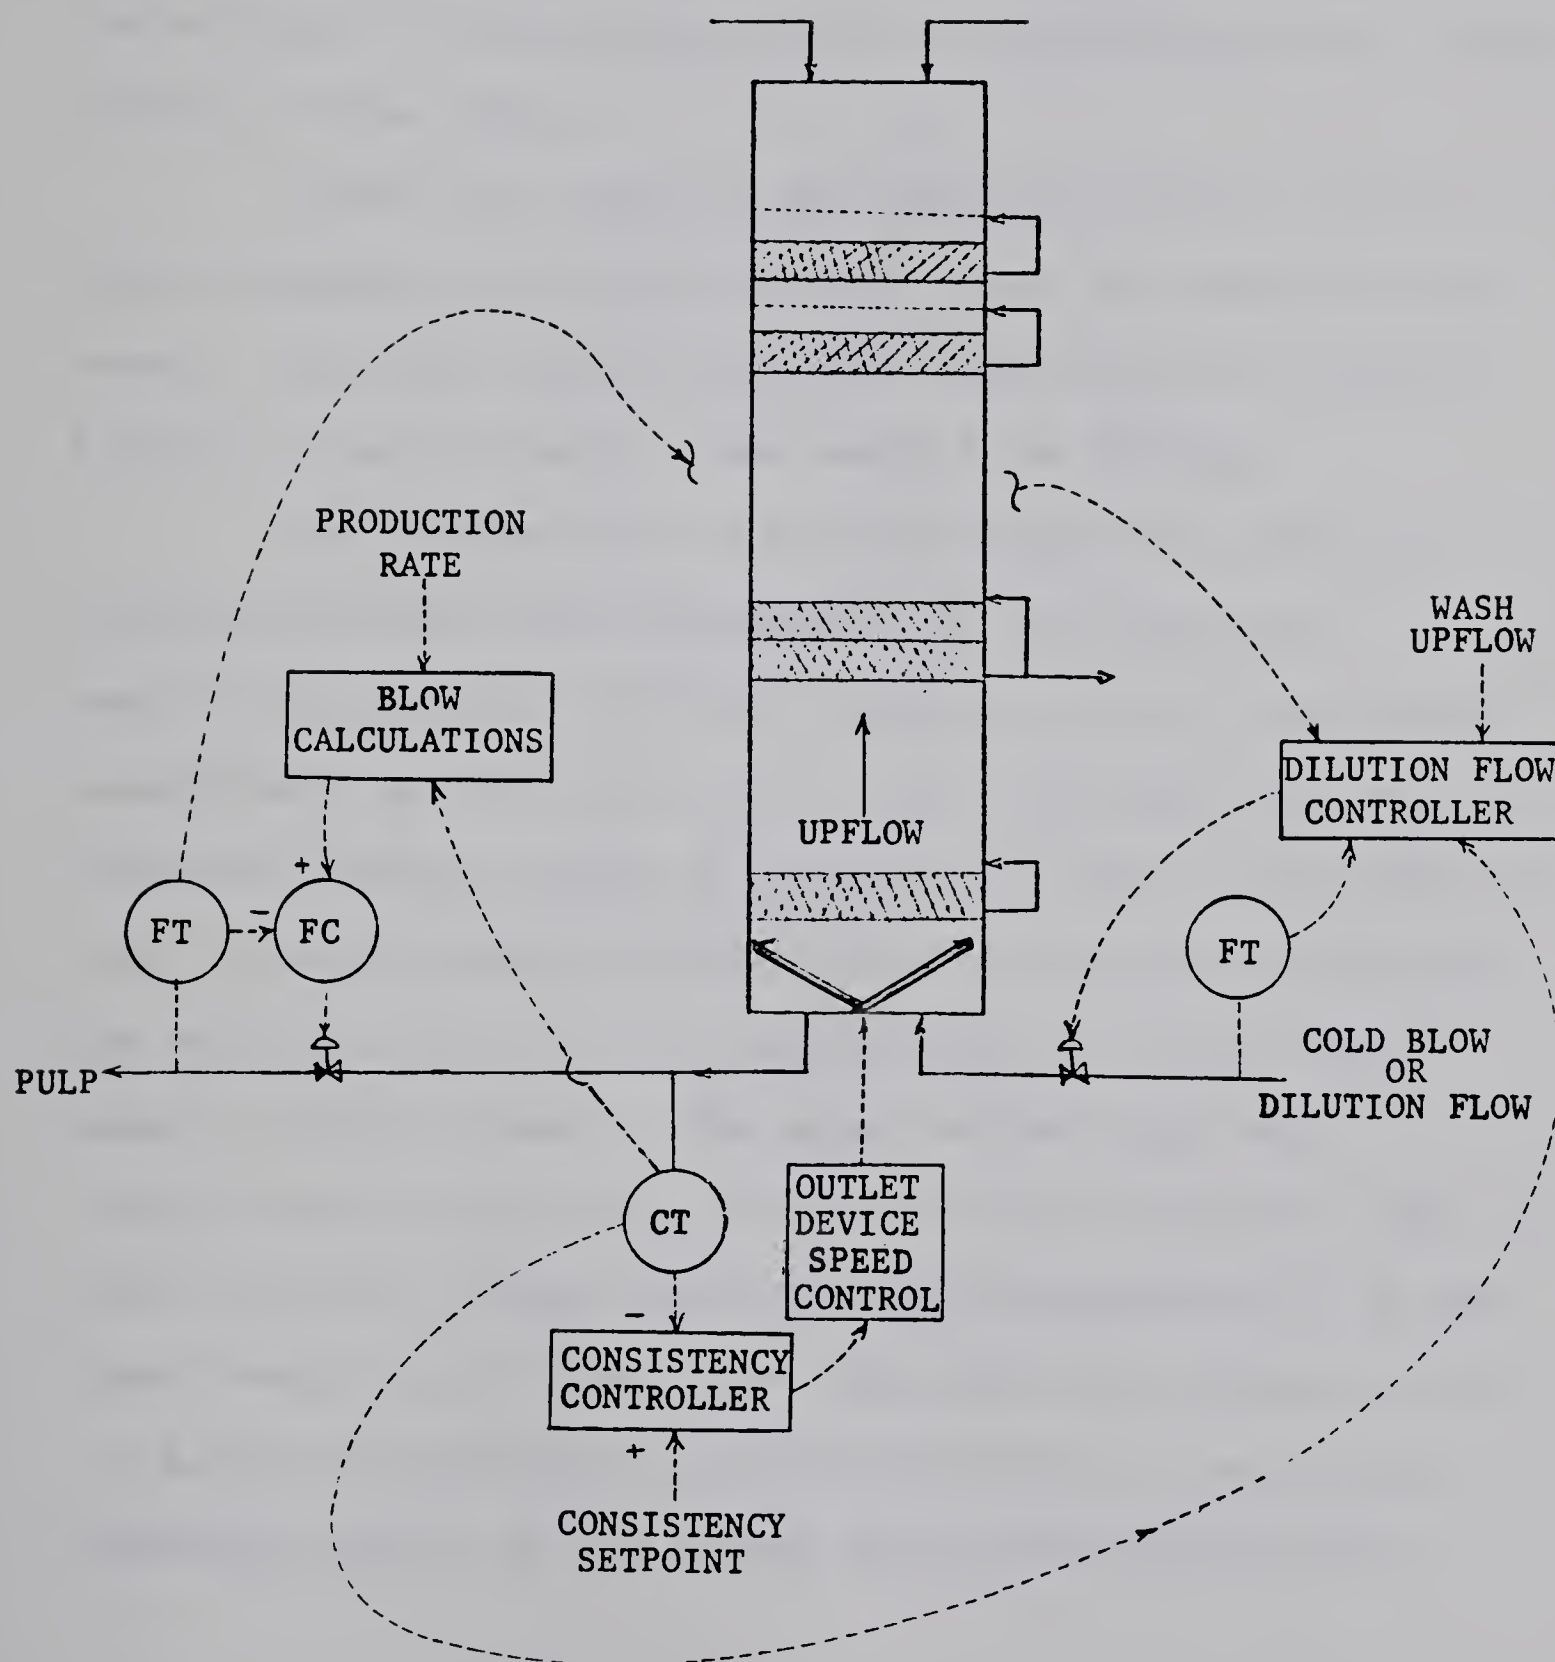 PRODUCTION
RATE
BLOW
CALCULATIONS
WASH
UPFLOW
DILUTION FLOW
CONTROLLER
UPFLOW
+
FT
-
FC
FT
PULP
COLD BLOW
OR
DILUTION FLOW
CT
OUTLET
DEVICE
SPEED
CONTROL
-
CONSISTENCY
CONTROLLER
+
CONSISTENCY
SETPOINT